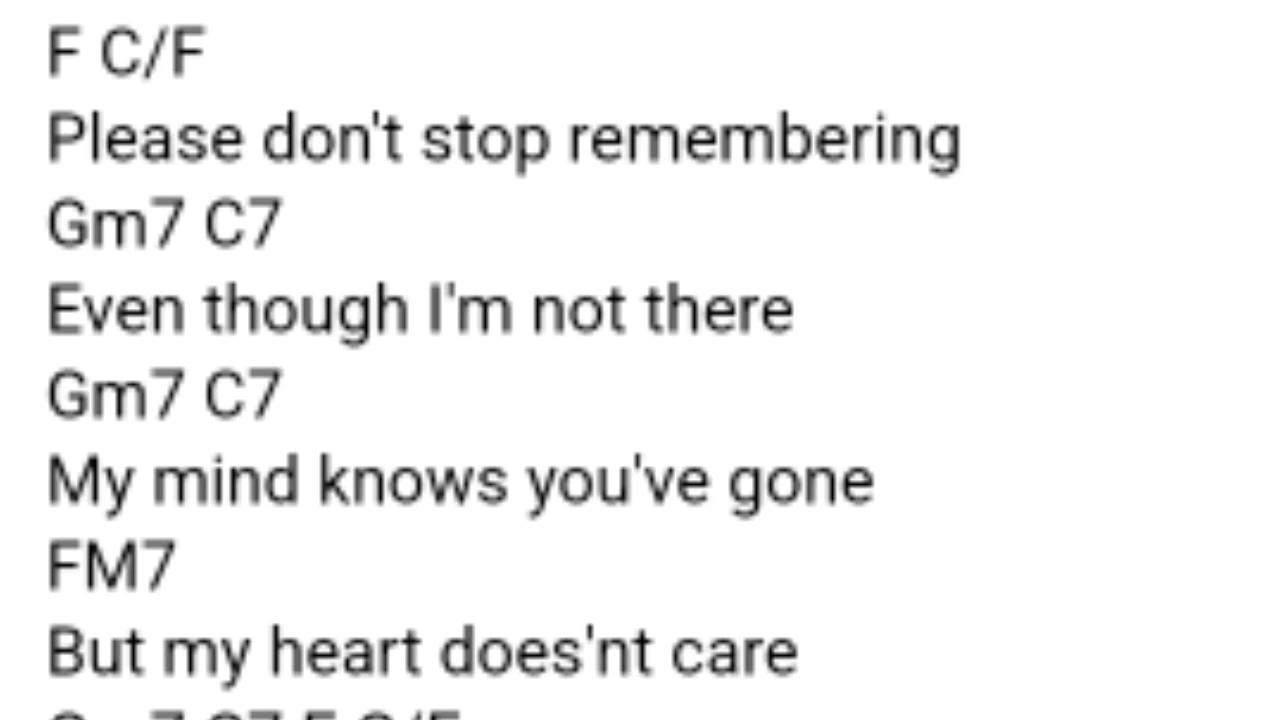 F C/F
Please don't stop remembering
Gm7 C7
Even though I'm not there
Gm7 C7
My mind knows you've gone
FM7
But my heart does'nt care